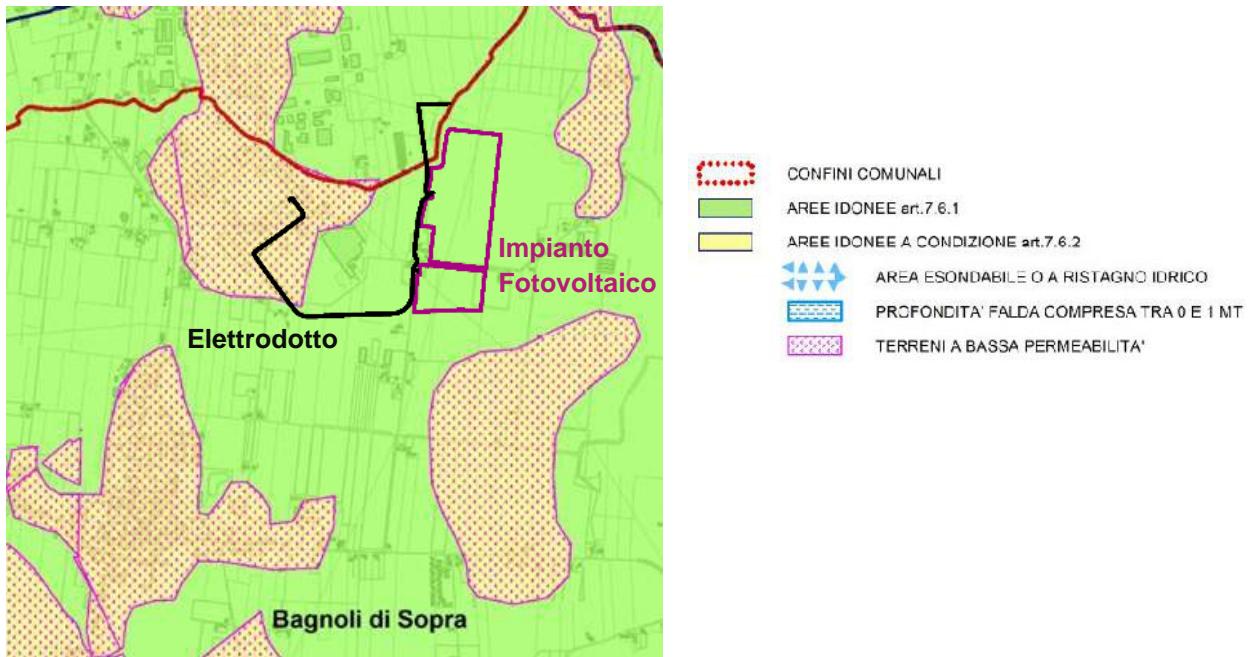 Impianto
Fotovoltaico
Elettrodotto
Bagnoli di Sopra
CONFINI COMUNALI
AREE IDONEE art.7.6.1
AREE IDONEE A CONDIZIONE art.7.6.2
AREA ESONDABILE O A RISTAGNO IDRICO
PROFONDITA' FALDA COMPRESA TRA 0 E 1 MT
TERRENI A BASSA PERMEABILITA'